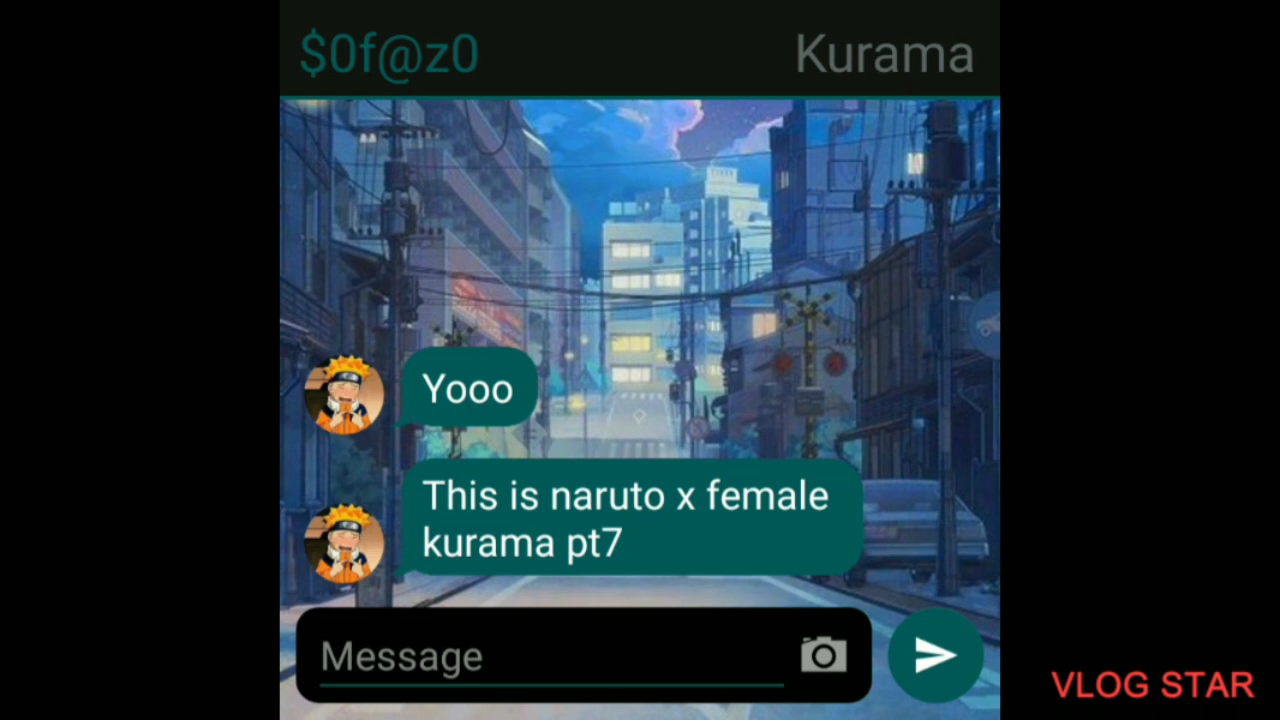 $0f@z0
Kurama
Yooo
This is naruto x female
kurama pt7
Message
VLOG STAR